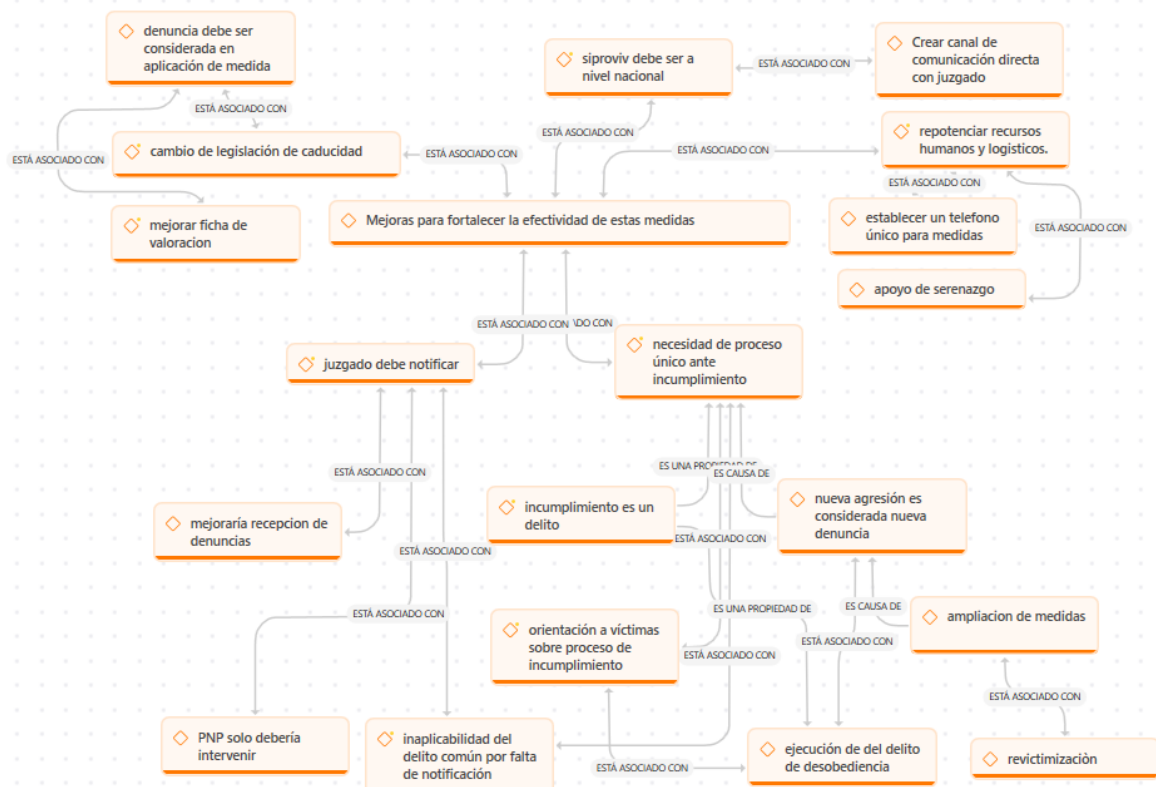 denuncia debe ser
considerada en
aplicación de medida
siproviv debe ser a
nivel nacional
ESTÁ ASOCIADO CON
Crear canal de
comunicación directa
con juzgado
ESTÁ ASOCIADO CON
ESTÁ ASOCIADO CON
cambio de legislación de caducidad
ESTÁ ASOCIADO CON
ESTÁ ASOCIADO CON
ESTÁ ASOCIADO CON
repotenciar recursos
humanos y logisticos.
ESTÁ ASOCIADO CON
mejorar ficha de
valoracion
Mejoras para fortalecer la efectividad de estas medidas
establecer un telefono
único para medidas
ESTÁ ASOCIADO CON
apoyo de serenazgo
ESTÁ ASOCIADO CON
ADO CON
juzgado debe notificar
necesidad de proceso
único ante
incumplimiento
ESTÁ ASOCIADO CON
ES UNA PROPIEDAD DE
ES CAUSA DE
mejoraría recepcion de
denuncias
incumplimiento es un
delito
nueva agresión es
considerada nueva
denuncia
ESTÁ ASOCIADO CON
ESTÁ ASOCIADO CON
ESTÁ ASOCIADO CON
ES UNA PROPIEDAD DE
ES CAUSA DE
ampliacion de medidas
orientación a víctimas
sobre proceso de
incumplimiento
ESTÁ ASOCIADO CON
ESTÁ ASOCIADO CON
ESTÁ ASOCIADO CON
PNP solo debería
intervenir
inaplicabilidad del
delito común por falta
de notificación
ESTÁ ASOCIADO CON
ejecución de del delito
de desobediencia
revictimizaciòn